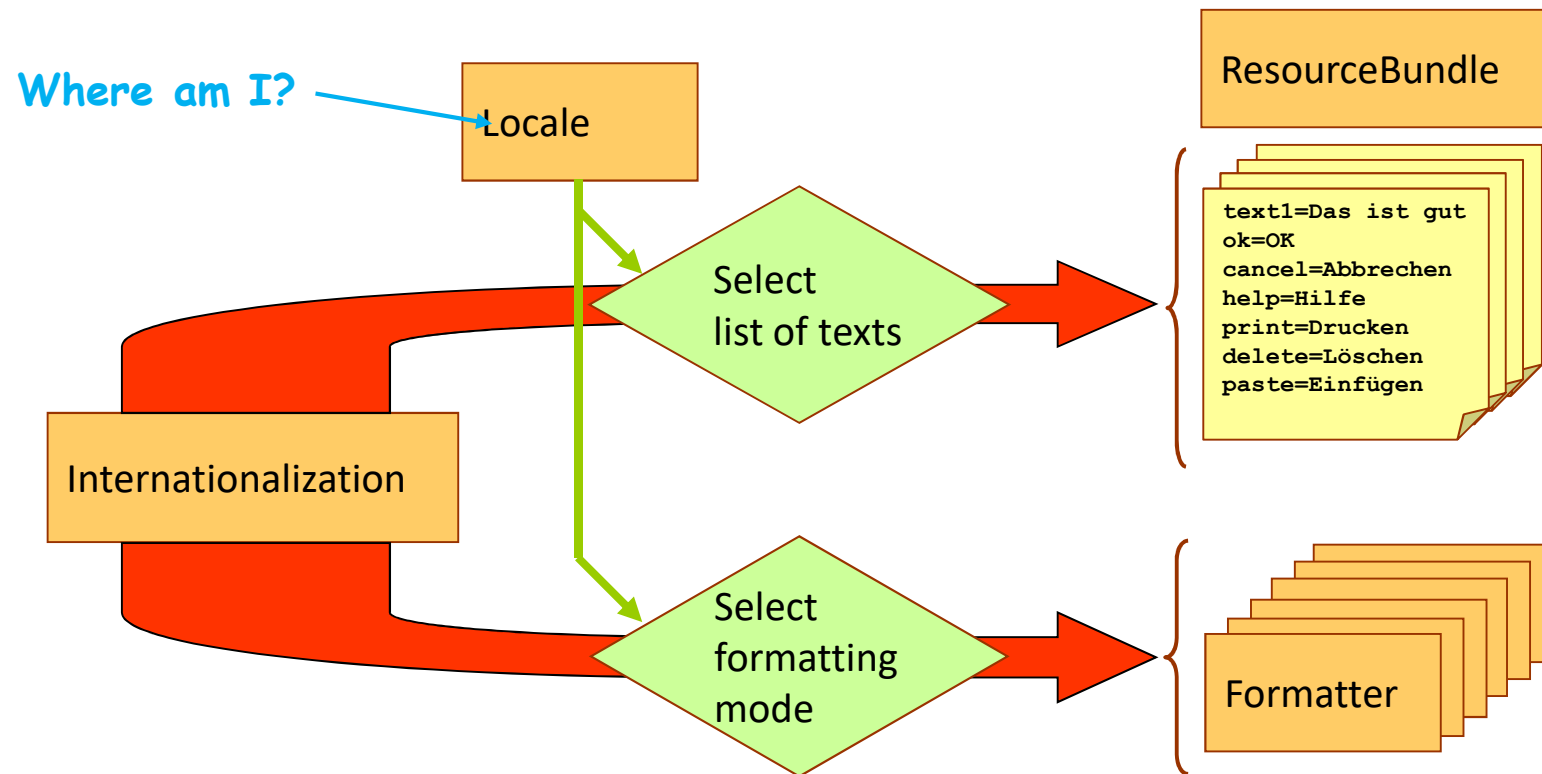 Where am I?
Locale
ResourceBundle
text1=Das ist gut
ok=OK
cancel=Abbrechen
help=Hilfe
print=Drucken
delete=Löschen
paste=Einfügen
Select
list of texts
Internationalization
Select
formatting
mode
Formatter